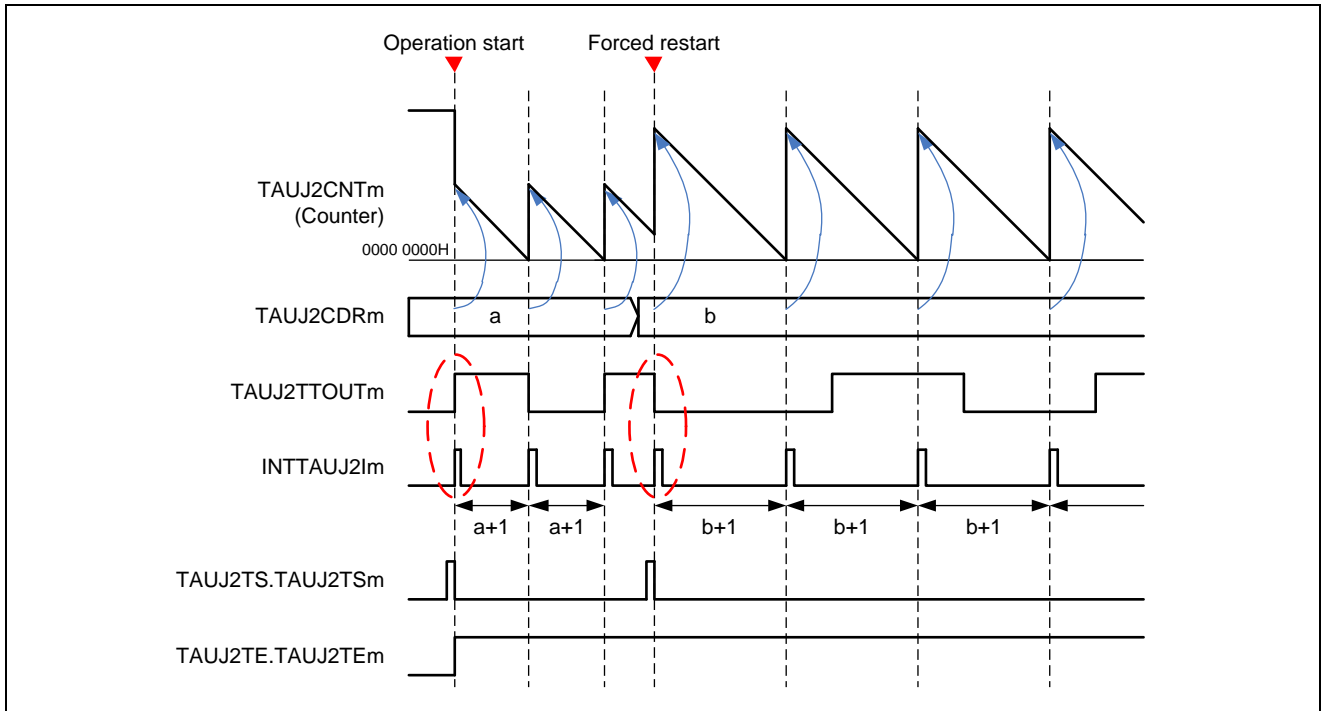 Operation start
Forced restart
TAUJ2CNTm
(Counter)
0000 0000H
TAUJ2CDRm
a
b
TAUJ2TTOUTm
INTTAUJ2Im
a+1
a+1
b+1
b+1
b+1
TAUJ2TS.TAUJ2TSm
TAUJ2TE.TAUJ2TEm